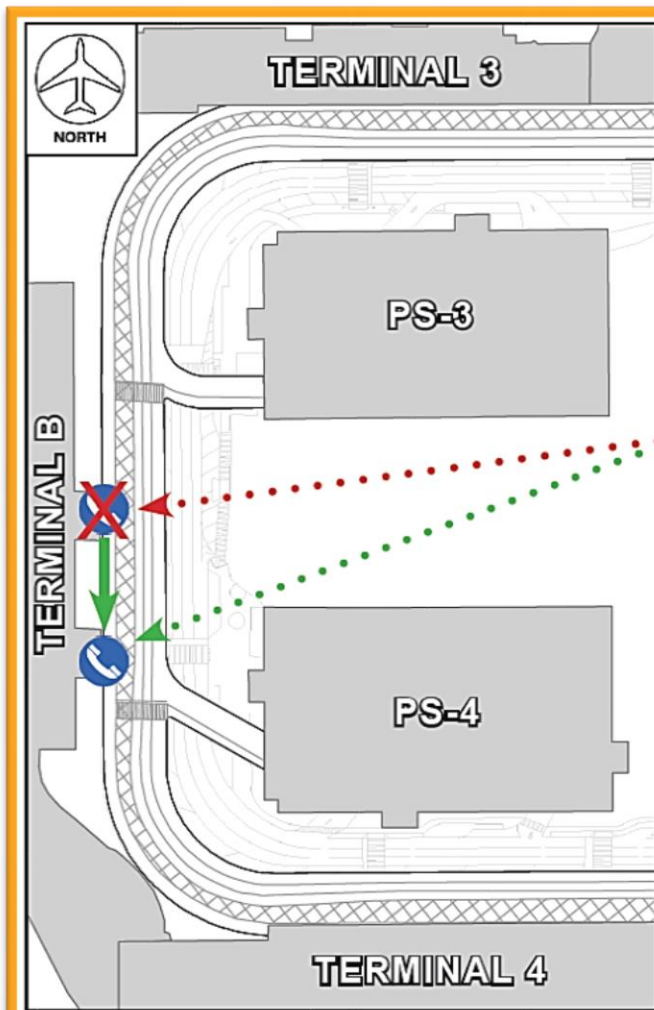 TERMINAL 3
NORTH
PS-3
TERMINAL B
PS-4
TERMINAL 4